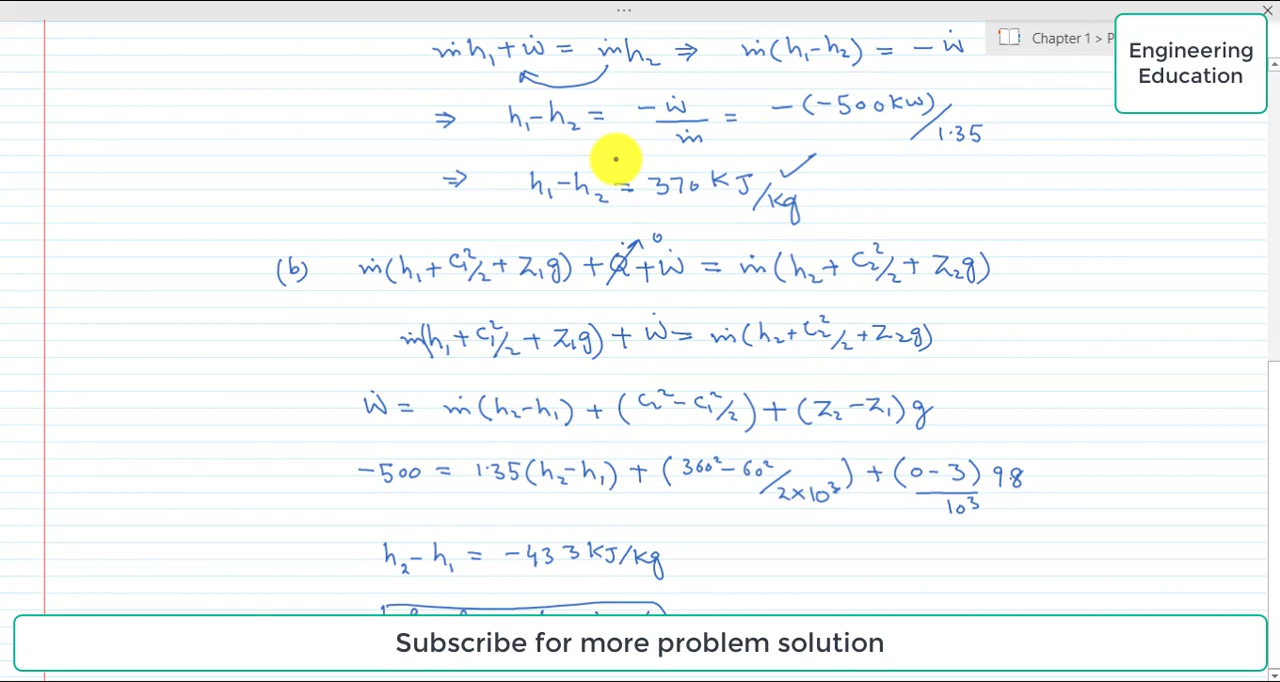 Chapter 1 > P
Engineering
Education
ṁh₁ + ẇ = ṁh₂ ⇒ ṁ(h₁-h₂) = -ẇ
⇒ h₁-h₂ = -ẇ/ṁ = -(-500KW)/1.35
⇒ h₁-h₂ = 370 KJ/kg ✓
(b) ṁ(h₁ + C₁²/2 + Z₁g) + Q̇ + Ẇ = ṁ(h₂ + C₂²/2 + Z₂g)
0
ṁ(h₁ + C₁²/2 + Z₁g) + Ẇ = ṁ(h₂ + C₂²/2 + Z₂g)
Ẇ = ṁ(h₂-h₁) + (C₂² - C₁²/2) + (Z₂-Z₁)g
-500 = 1.35(h₂-h₁) + (360² - 60²/2×10³) + (0-3)98/10³
h₂-h₁ = -433 KJ/kg
Subscribe for more problem solution